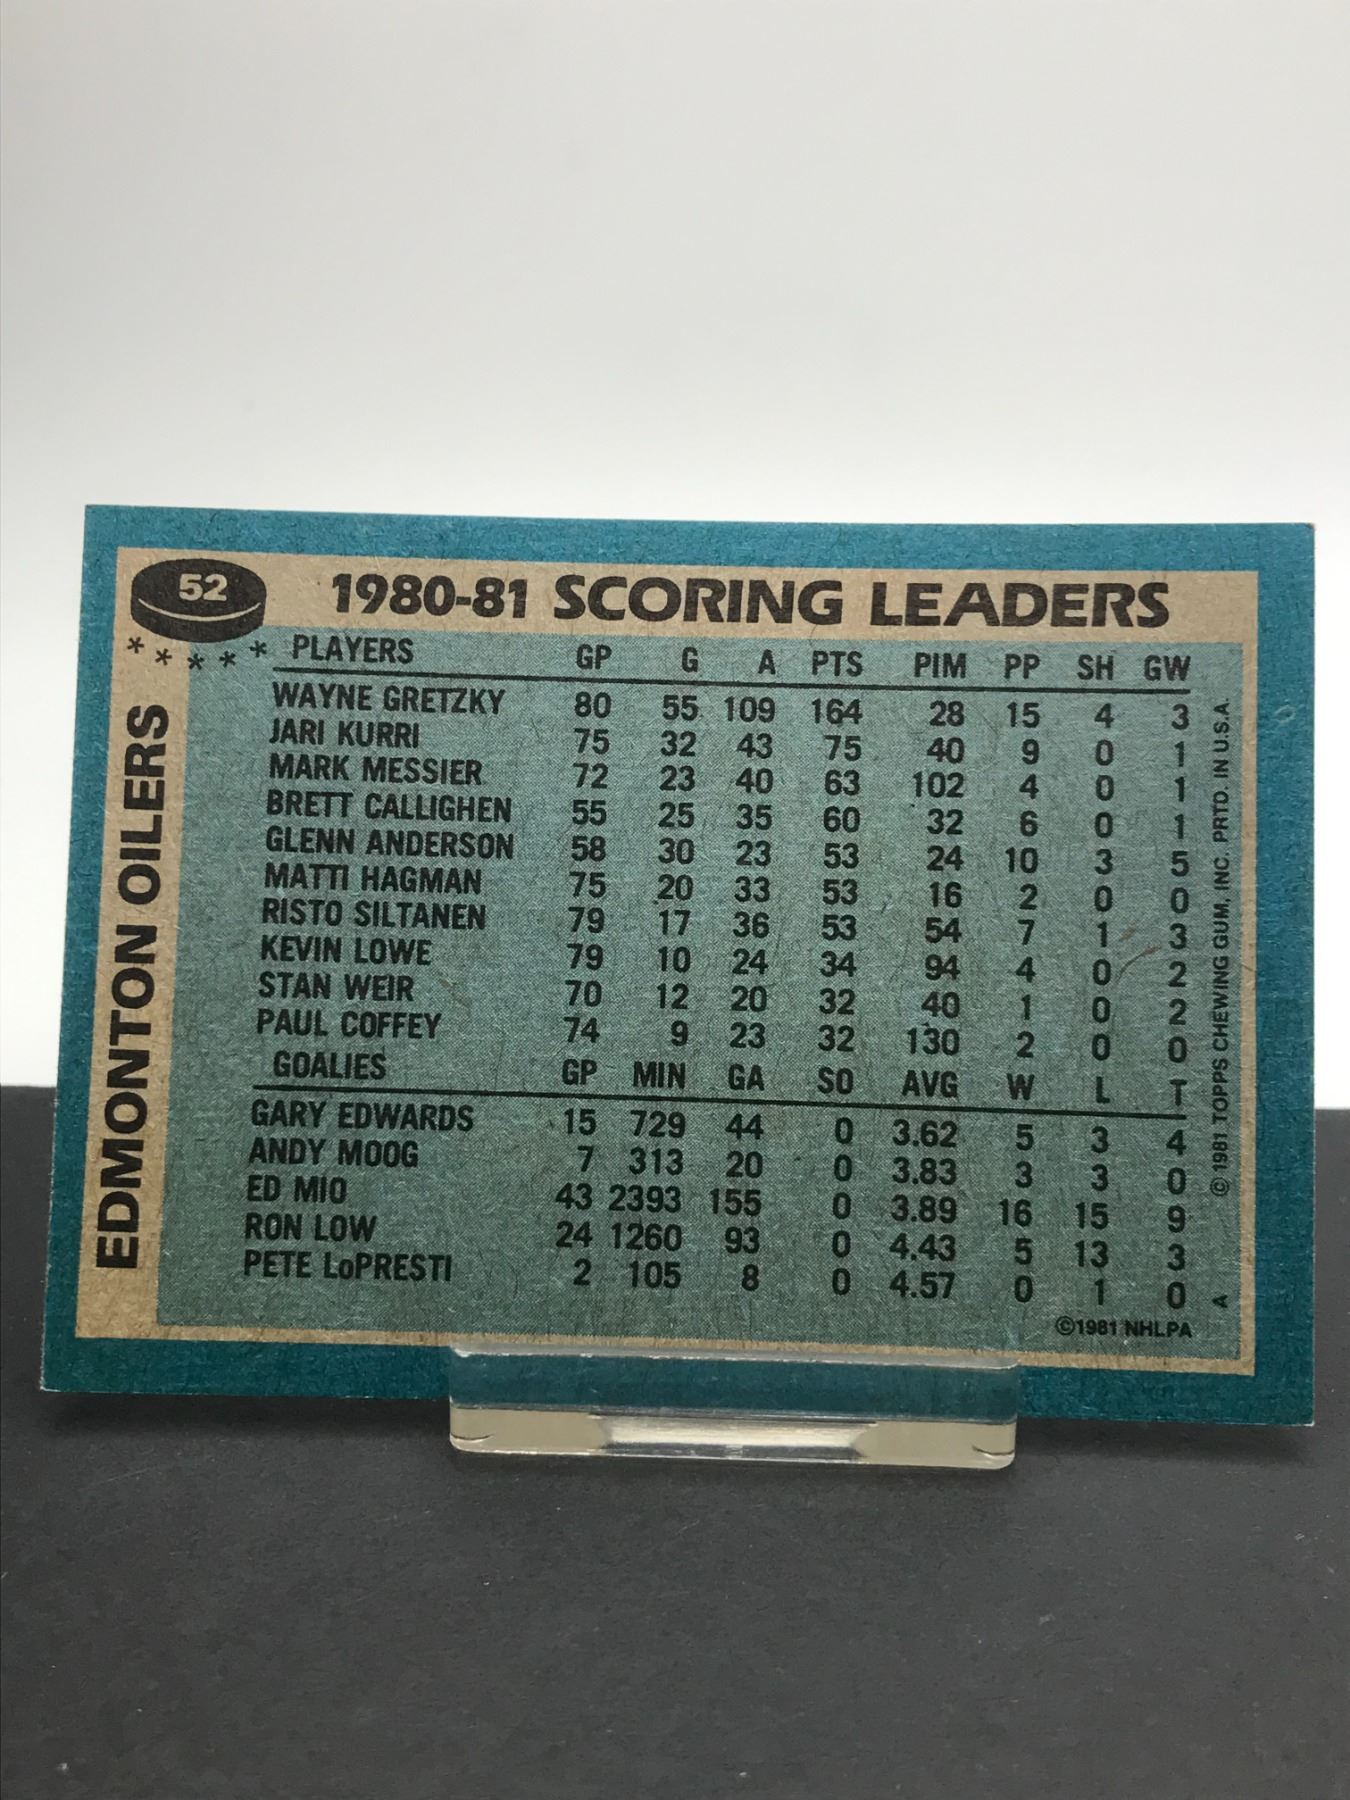 52
1980-81 SCORING LEADERS
* * * * *
EDMONTON OILERS
PLAYERS GP G A PTS PIM PP SH GW
WAYNE GRETZKY 80 55 109 164 28 15 4 3
JARI KURRI 75 32 43 75 40 9 0 1
MARK MESSIER 72 23 40 63 102 4 0 1
BRETT CALLIGHEN 55 25 35 60 32 6 0 1
GLENN ANDERSON 58 30 23 53 24 10 3 5
MATTI HAGMAN 75 20 33 53 16 2 0 0
RISTO SILTANEN 79 17 36 53 54 7 1 3
KEVIN LOWE 79 10 24 34 94 4 0 2
STAN WEIR 70 12 20 32 40 1 0 2
PAUL COFFEY 74 9 23 32 130 2 0 0
GOALIES GP MIN GA SO AVG W L T
GARY EDWARDS 15 729 44 0 3.62 5 3 4
ANDY MOOG 7 313 20 0 3.83 3 3 0
ED MIO 43 2393 155 0 3.89 16 15 9
RON LOW 24 1260 93 0 4.43 5 13 3
PETE LoPRESTI 2 105 8 0 4.57 0 1 0
©1981 NHLPA
A © 1981 TOPPS CHEWING GUM, INC. PRTD. IN U.S.A.